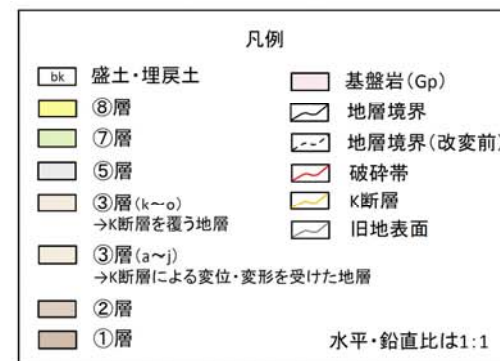 凡例
bk 盛土・埋戻土
⑧層
⑦層
⑤層
③層(k~o)
→K断層を覆う地層
③層(a~j)
→K断層による変位・変形を受けた地層
②層
①層
基盤岩(Gp)
地層境界
地層境界(改変前)
破砕帯
K断層
旧地表面
水平・鉛直比は1:1